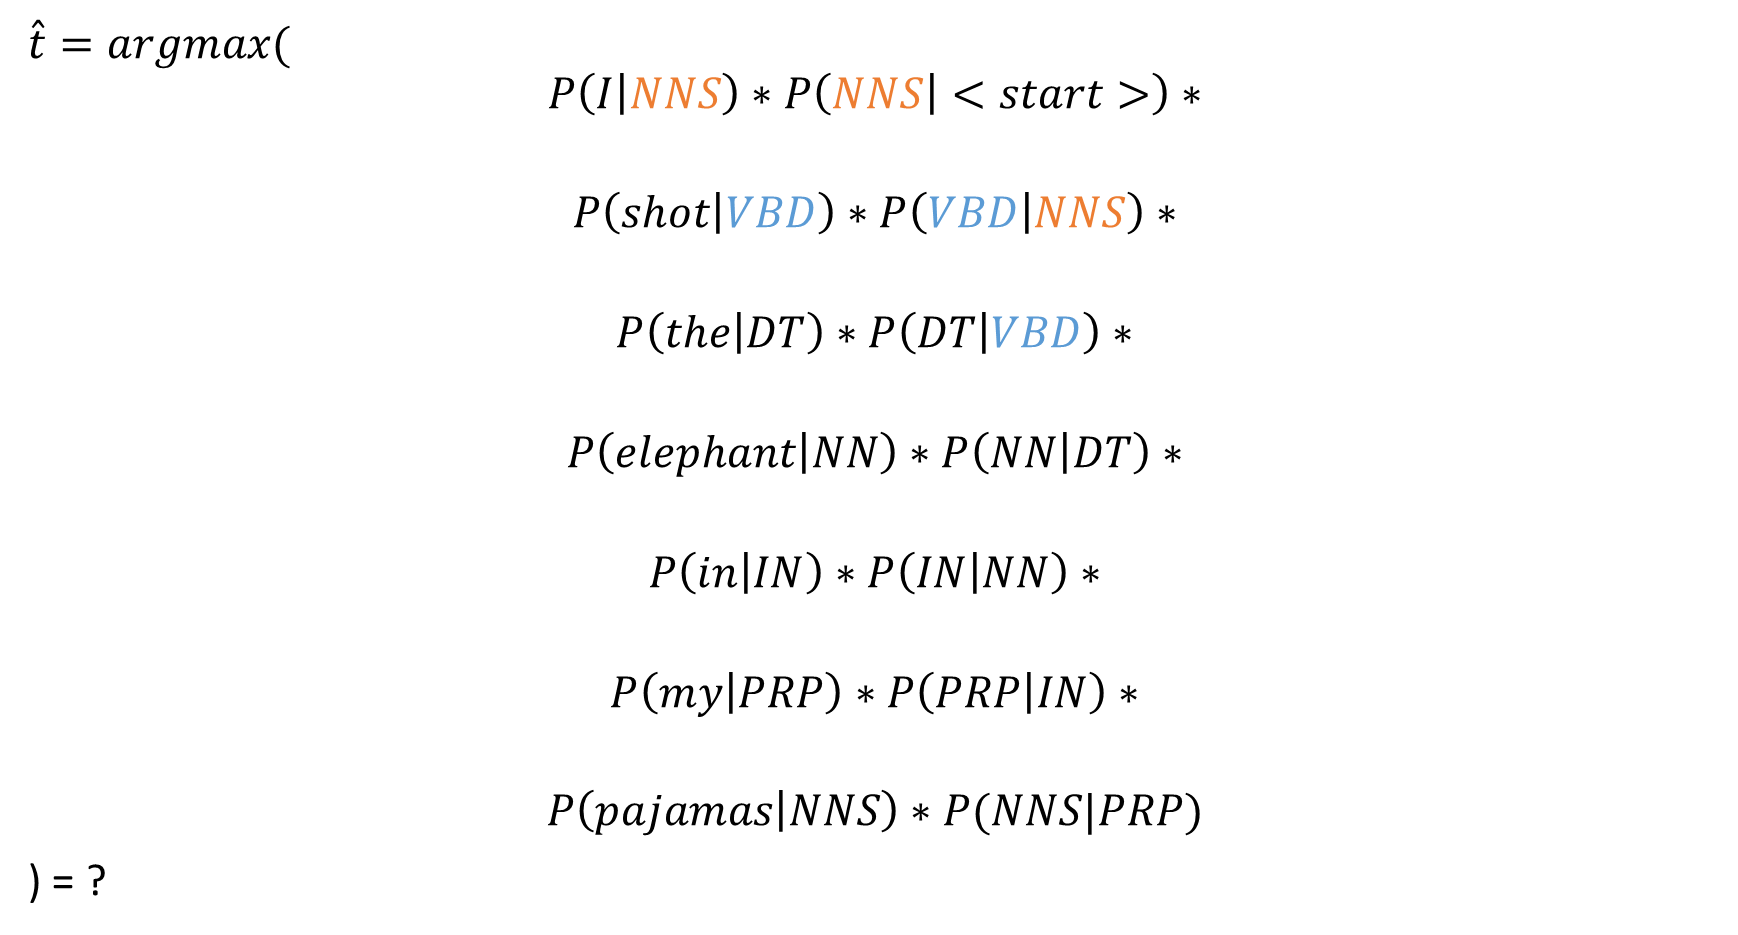 t̂ = argmax(
P(I|NNS) ∗ P(NNS| < start >) ∗
P(shot|VBD) ∗ P(VBD|NNS) ∗
P(the|DT) ∗ P(DT|VBD) ∗
P(elephant|NN) ∗ P(NN|DT) ∗
P(in|IN) ∗ P(IN|NN) ∗
P(my|PRP) ∗ P(PRP|IN) ∗
P(pajamas|NNS) ∗ P(NNS|PRP)
) = ?